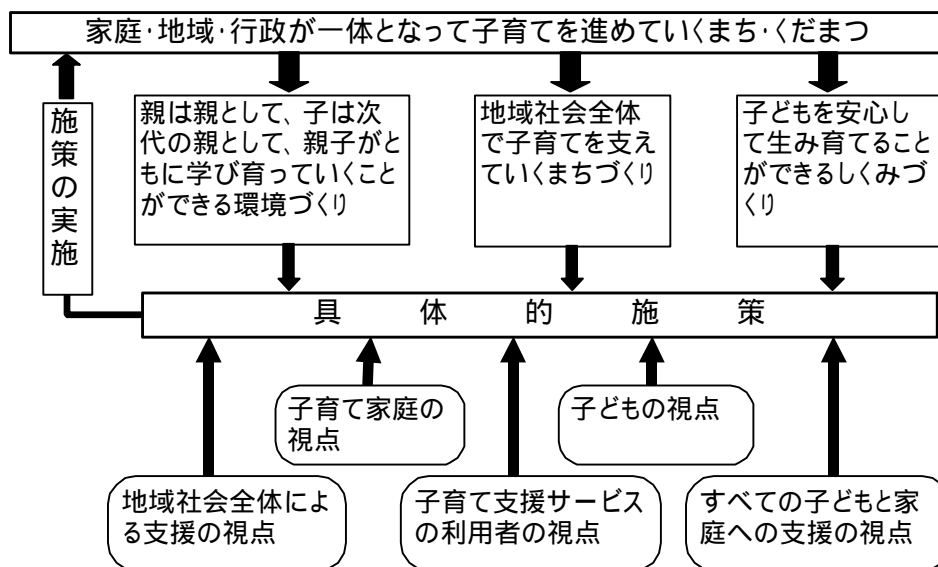 家庭・地域・行政が一体となって子育てを進めていくまち・くだまつ
施策の実施
親は親として、子は次
代の親として、親子がと
もに学び育っていくこと
ができる環境づくり
地域社会全体
で子育てを支え
ていくまちづくり
子どもを安心し
て生み育てること
ができるしくみづ
くり
具体的施策
子育て家庭の
視点
子どもの視点
地域社会全体によ
る支援の視点
子育て支援サービス
の利用者の視点
すべての子どもと家
庭への支援の視点